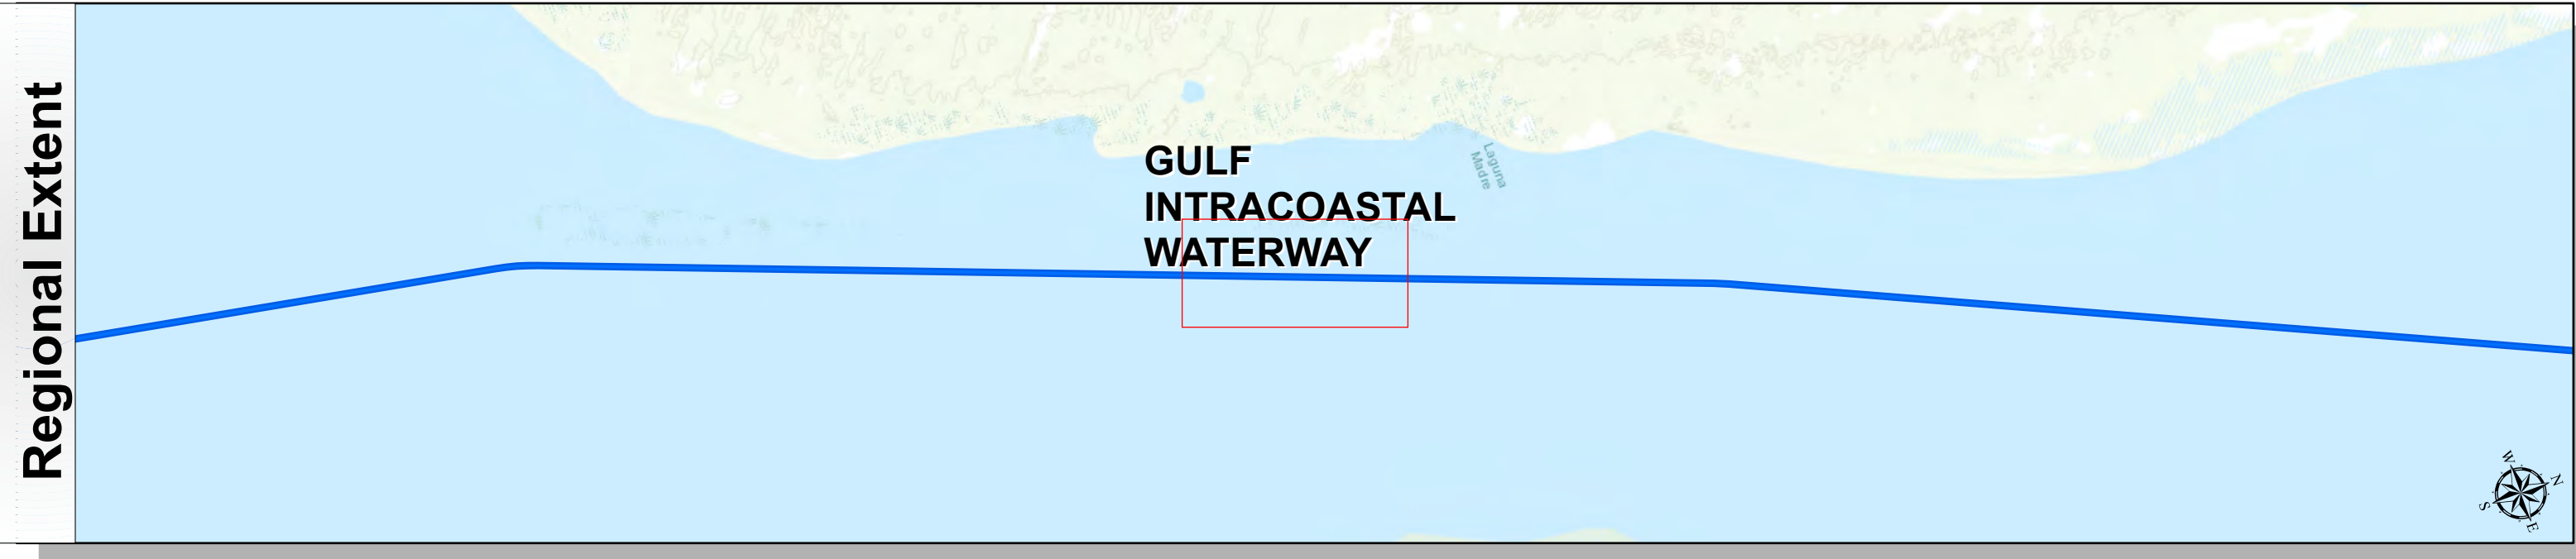 Regional Extent
GULF
INTRACOASTAL
WATERWAY
Laguna
Madre
W
N
S
E